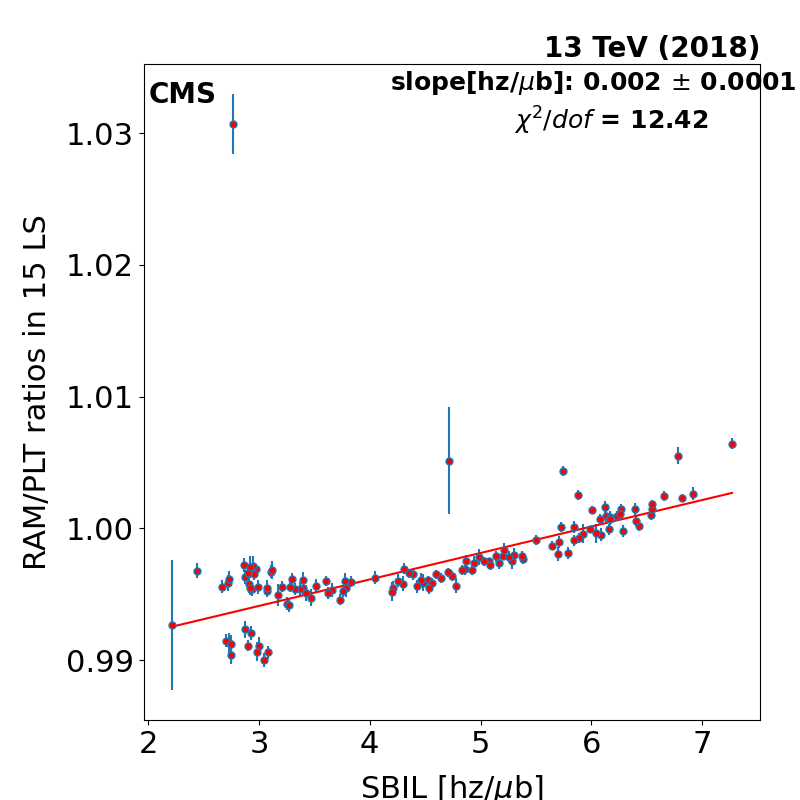 13 TeV (2018)
CMS
slope[hz/μb]: 0.002 ± 0.0001
χ²/dof = 12.42
RAM/PLT ratios in 15 LS
1.03
1.02
1.01
1.00
0.99
2 3 4 5 6 7
SBIL [hz/μb]